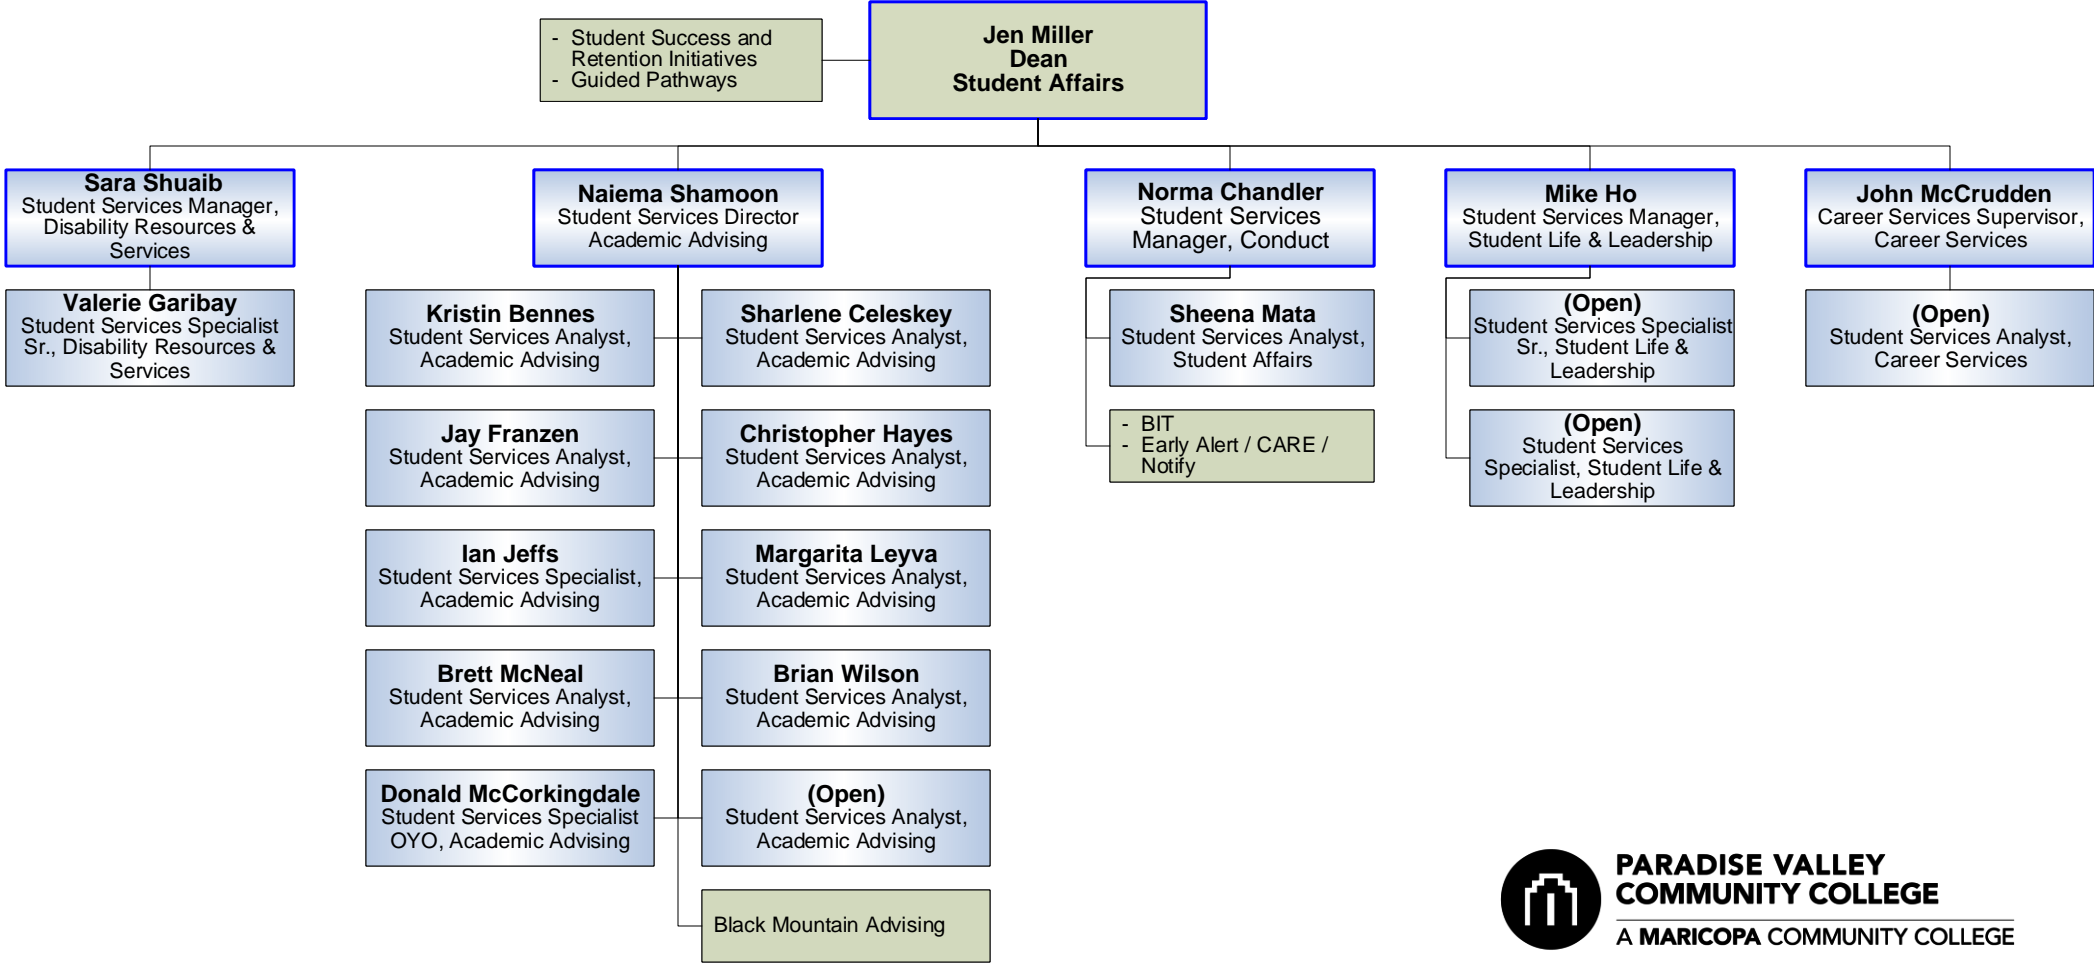 - Student Success and
Retention Initiatives
- Guided Pathways
Jen Miller
Dean
Student Affairs
Sara Shuaib
Student Services Manager,
Disability Resources &
Services
Valerie Garibay
Student Services Specialist
Sr., Disability Resources &
Services
Naiema Shamoon
Student Services Director
Academic Advising
Kristin Bennes
Student Services Analyst,
Academic Advising
Sharlene Celeskey
Student Services Analyst,
Academic Advising
Jay Franzen
Student Services Analyst,
Academic Advising
Christopher Hayes
Student Services Analyst,
Academic Advising
Ian Jeffs
Student Services Specialist,
Academic Advising
Margarita Leyva
Student Services Analyst,
Academic Advising
Brett McNeal
Student Services Analyst,
Academic Advising
Brian Wilson
Student Services Analyst,
Academic Advising
Donald McCorkingdale
Student Services Specialist
OYO, Academic Advising
(Open)
Student Services Analyst,
Academic Advising
Black Mountain Advising
Norma Chandler
Student Services
Manager, Conduct
Sheena Mata
Student Services Analyst,
Student Affairs
- BIT
- Early Alert / CARE /
Notify
Mike Ho
Student Services Manager,
Student Life & Leadership
(Open)
Student Services Specialist
Sr., Student Life &
Leadership
(Open)
Student Services
Specialist, Student Life &
Leadership
John McCrudden
Career Services Supervisor,
Career Services
(Open)
Student Services Analyst,
Career Services
PARADISE VALLEY
COMMUNITY COLLEGE
A MARICOPA COMMUNITY COLLEGE